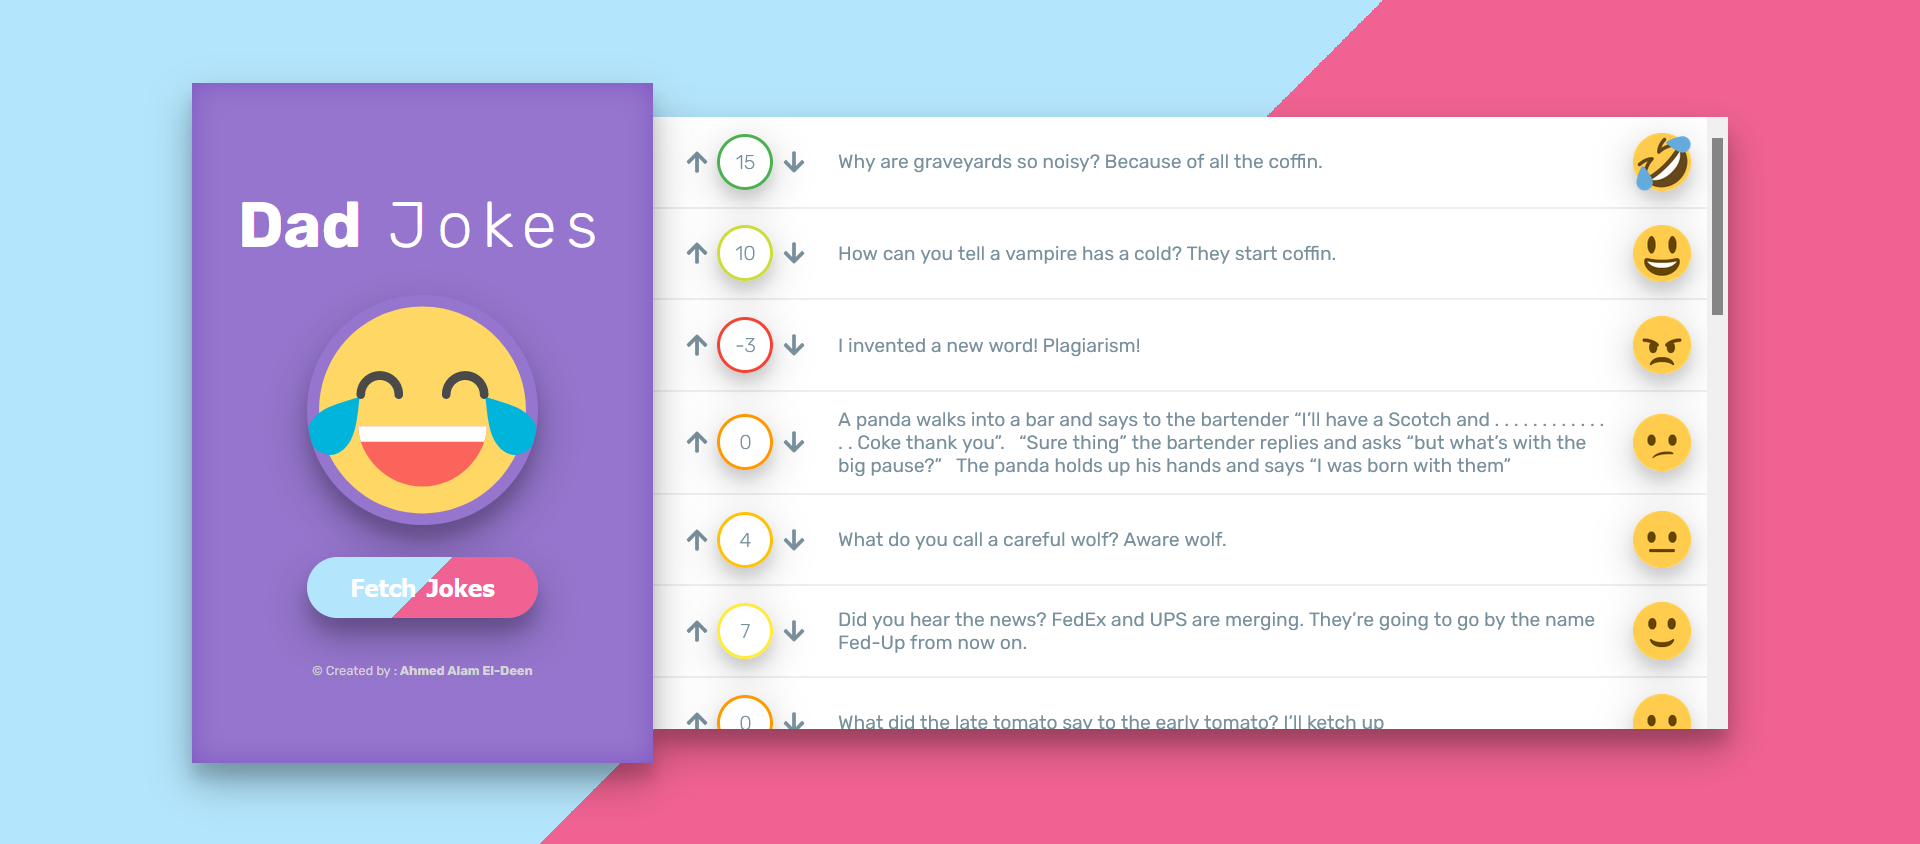 Dad Jokes
Fetch Jokes
© Created by : Ahmed Alam El-Deen
15
Why are graveyards so noisy? Because of all the coffin.
10
How can you tell a vampire has a cold? They start coffin.
-3
I invented a new word! Plagiarism!
0
A panda walks into a bar and says to the bartender “I’ll have a Scotch and . . . . . . . . . . . .
. . Coke thank you”.   “Sure thing” the bartender replies and asks “but what’s with the
big pause?”   The panda holds up his hands and says “I was born with them”
4
What do you call a careful wolf? Aware wolf.
7
Did you hear the news? FedEx and UPS are merging. They’re going to go by the name
Fed-Up from now on.
0
What did the late tomato say to the early tomato? I’ll ketch up